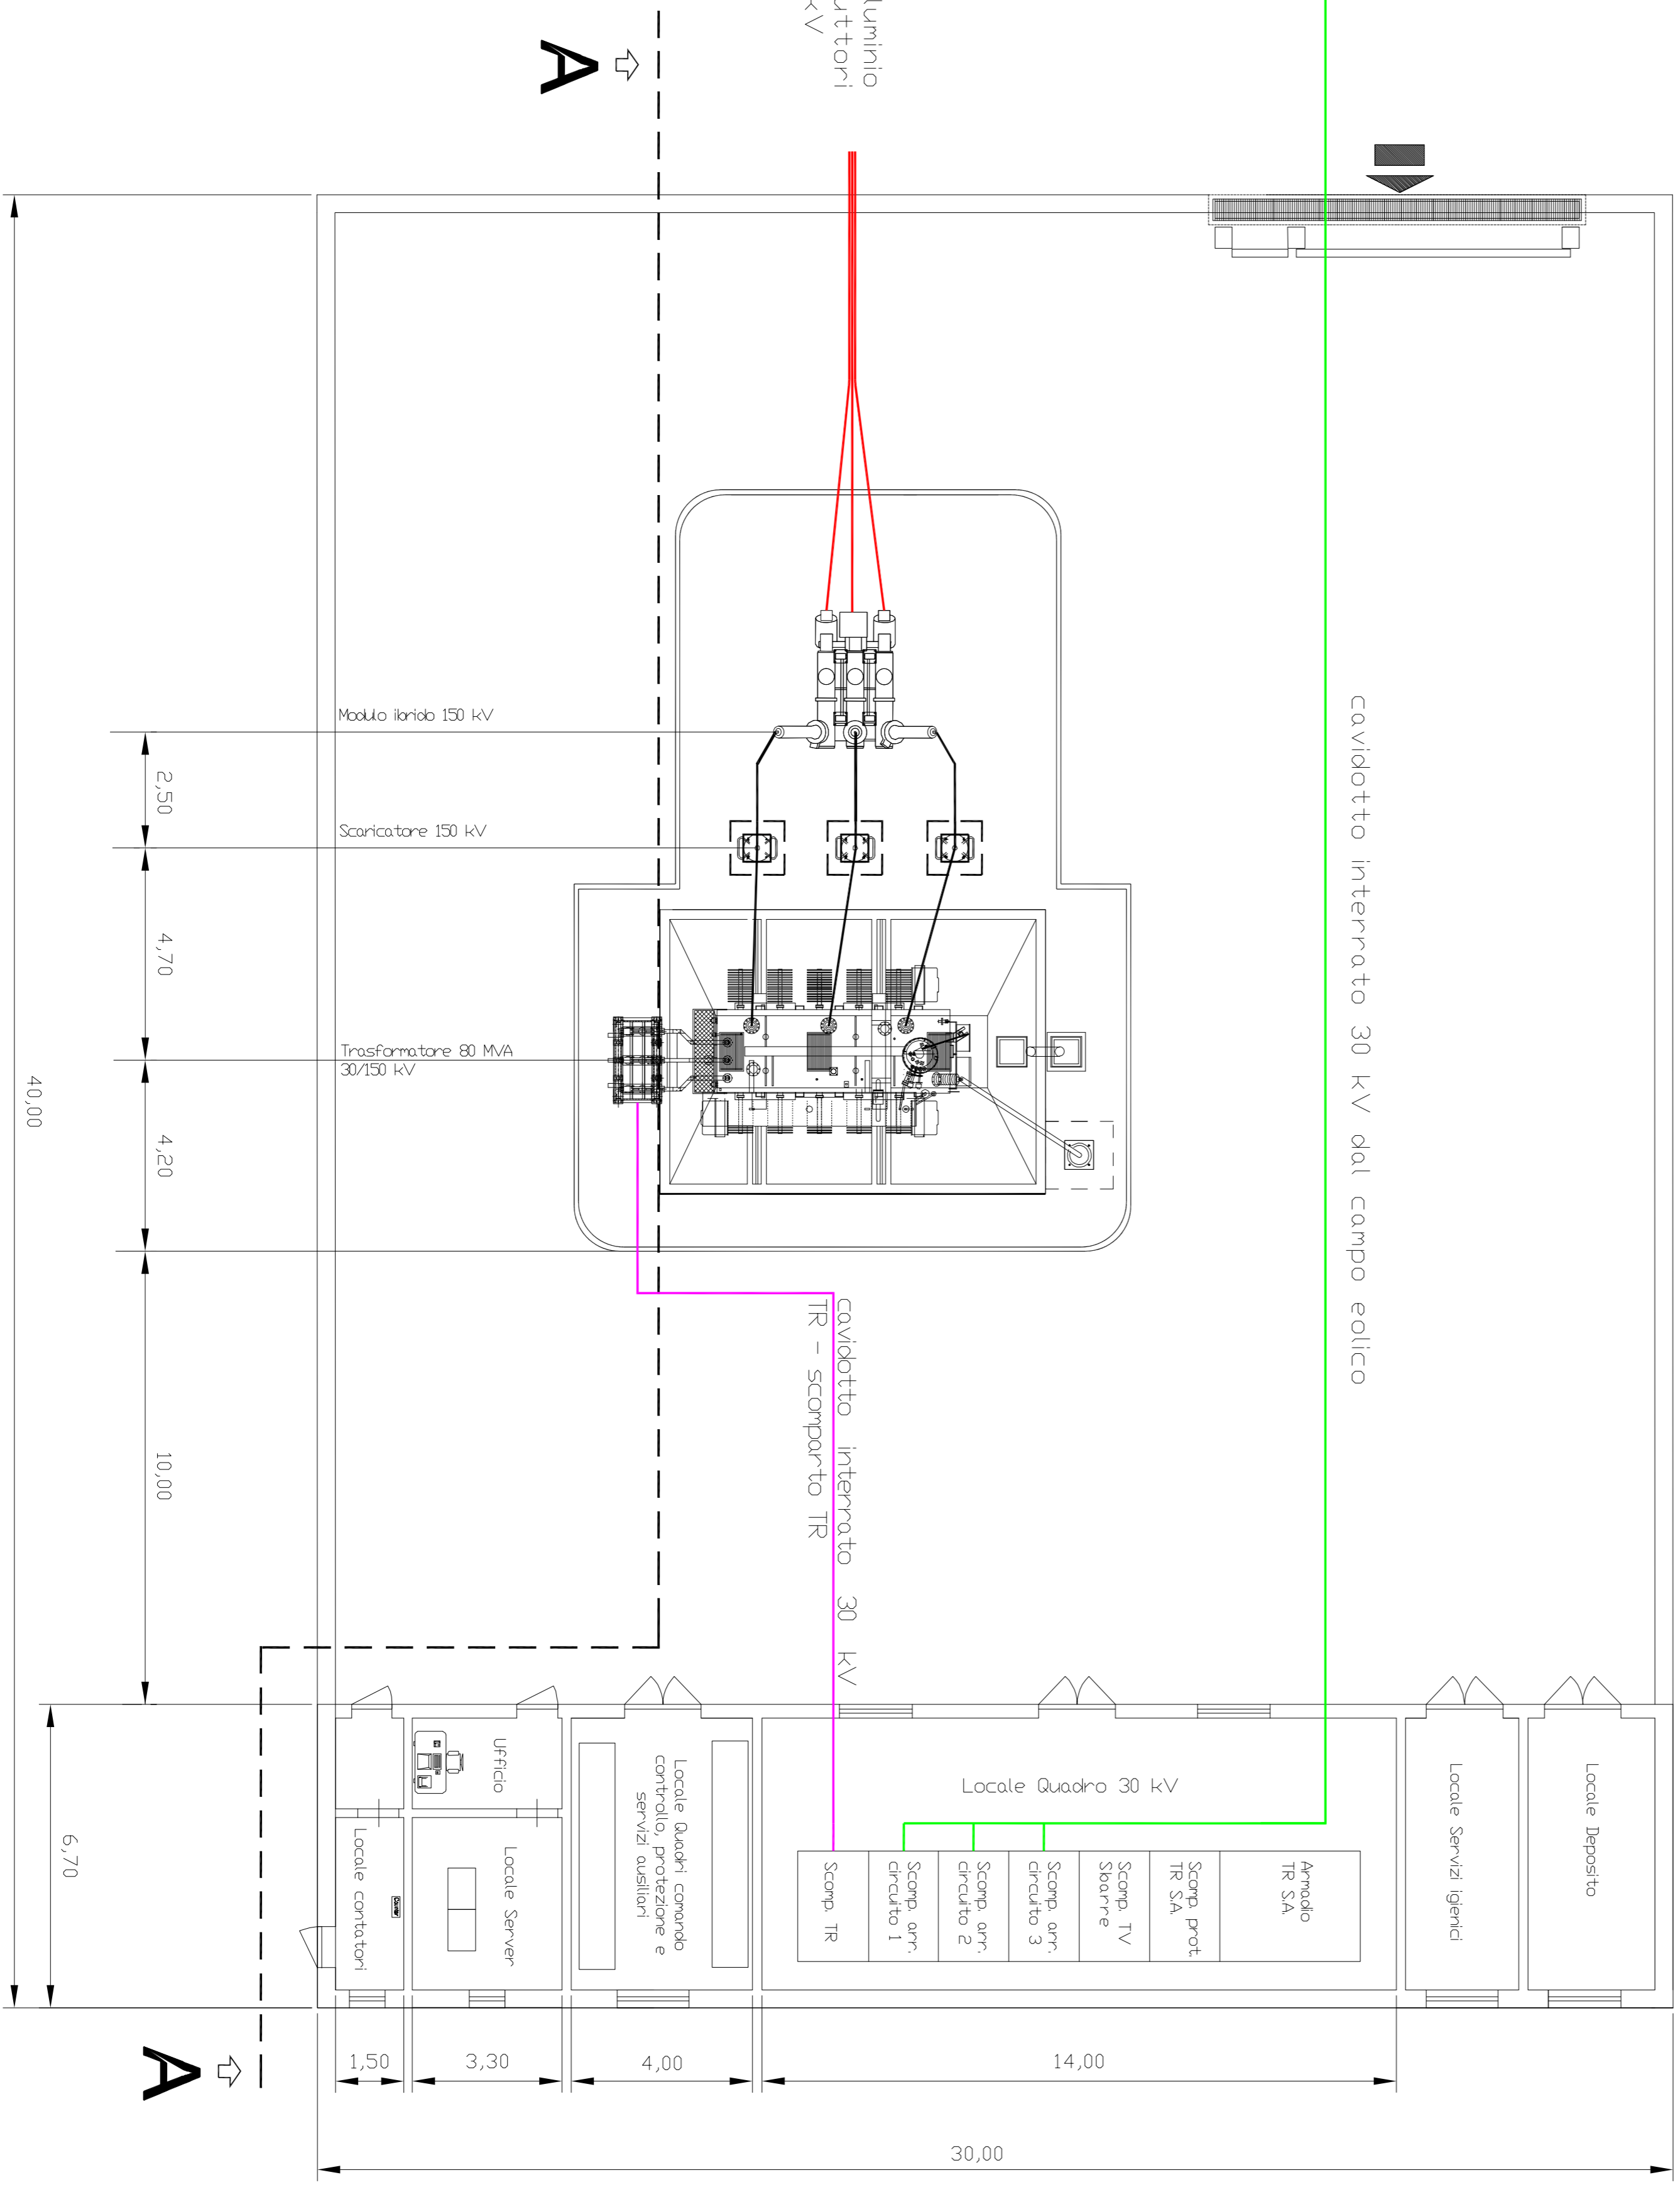 luminio
uttori
kV
A
cavidotto interrato 30 kV dal campo eolico
Modulo ibrido 150 kV
Scaricatore 150 kV
Trasformatore 80 MVA
30/150 kV
2,50
4,70
4,20
10,00
40,00
6,70
cavidotto interrato 30 kV
TR - scomparto TR
Locale Deposito
Locale Servizi igienici
Locale Quadro 30 kV
Armadio
TR S.A.
Scomp. prot.
TR S.A.
Scomp. TV
Sbarre
Scomp. arr.
circuito 3
Scomp. arr.
circuito 2
Scomp. arr.
circuito 1
Scomp. TR
Locale Quadri comando
controllo, protezione e
servizi ausiliari
Ufficio
Locale Server
Locale contatori
A
1,50
3,30
4,00
14,00
30,00